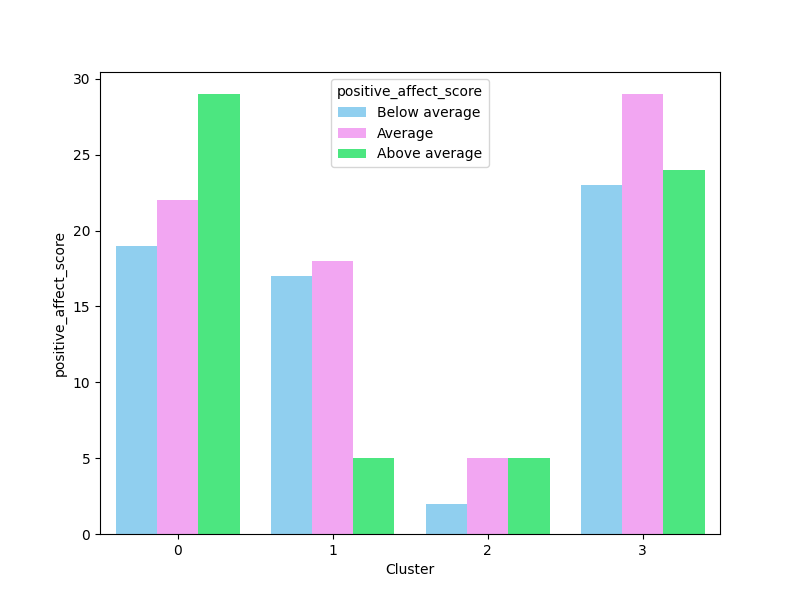 positive_affect_score
Below average
Average
Above average
30
25
20
15
10
5
0
positive_affect_score
0 1 2 3
Cluster